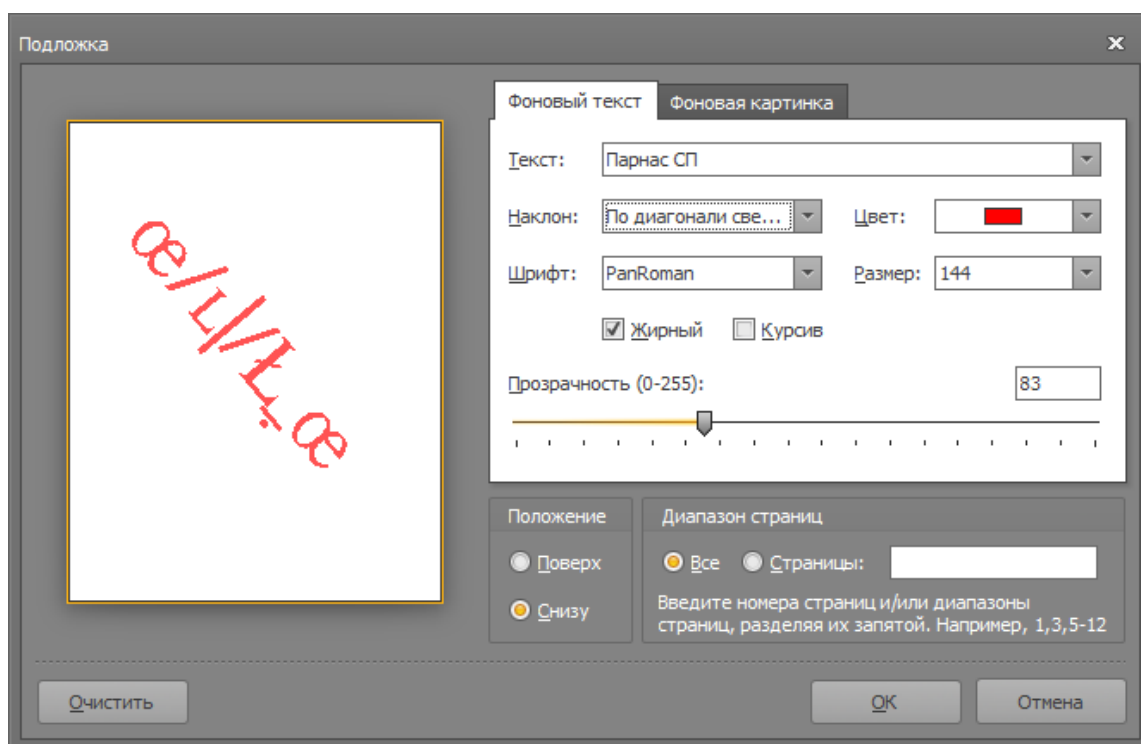 Подложка
Фоновый текст
Фоновая картинка
Текст:
Парнас СП
Наклон:
По диагонали све...
Цвет:
Шрифт:
PanRoman
Размер:
144
Жирный
Курсив
Прозрачность (0-255):
83
Положение
Поверх
Снизу
Диапазон страниц
Все
Страницы:
Введите номера страниц и/или диапазоны
страниц, разделяя их запятой. Например, 1,3,5-12
Очистить
OK
Отмена